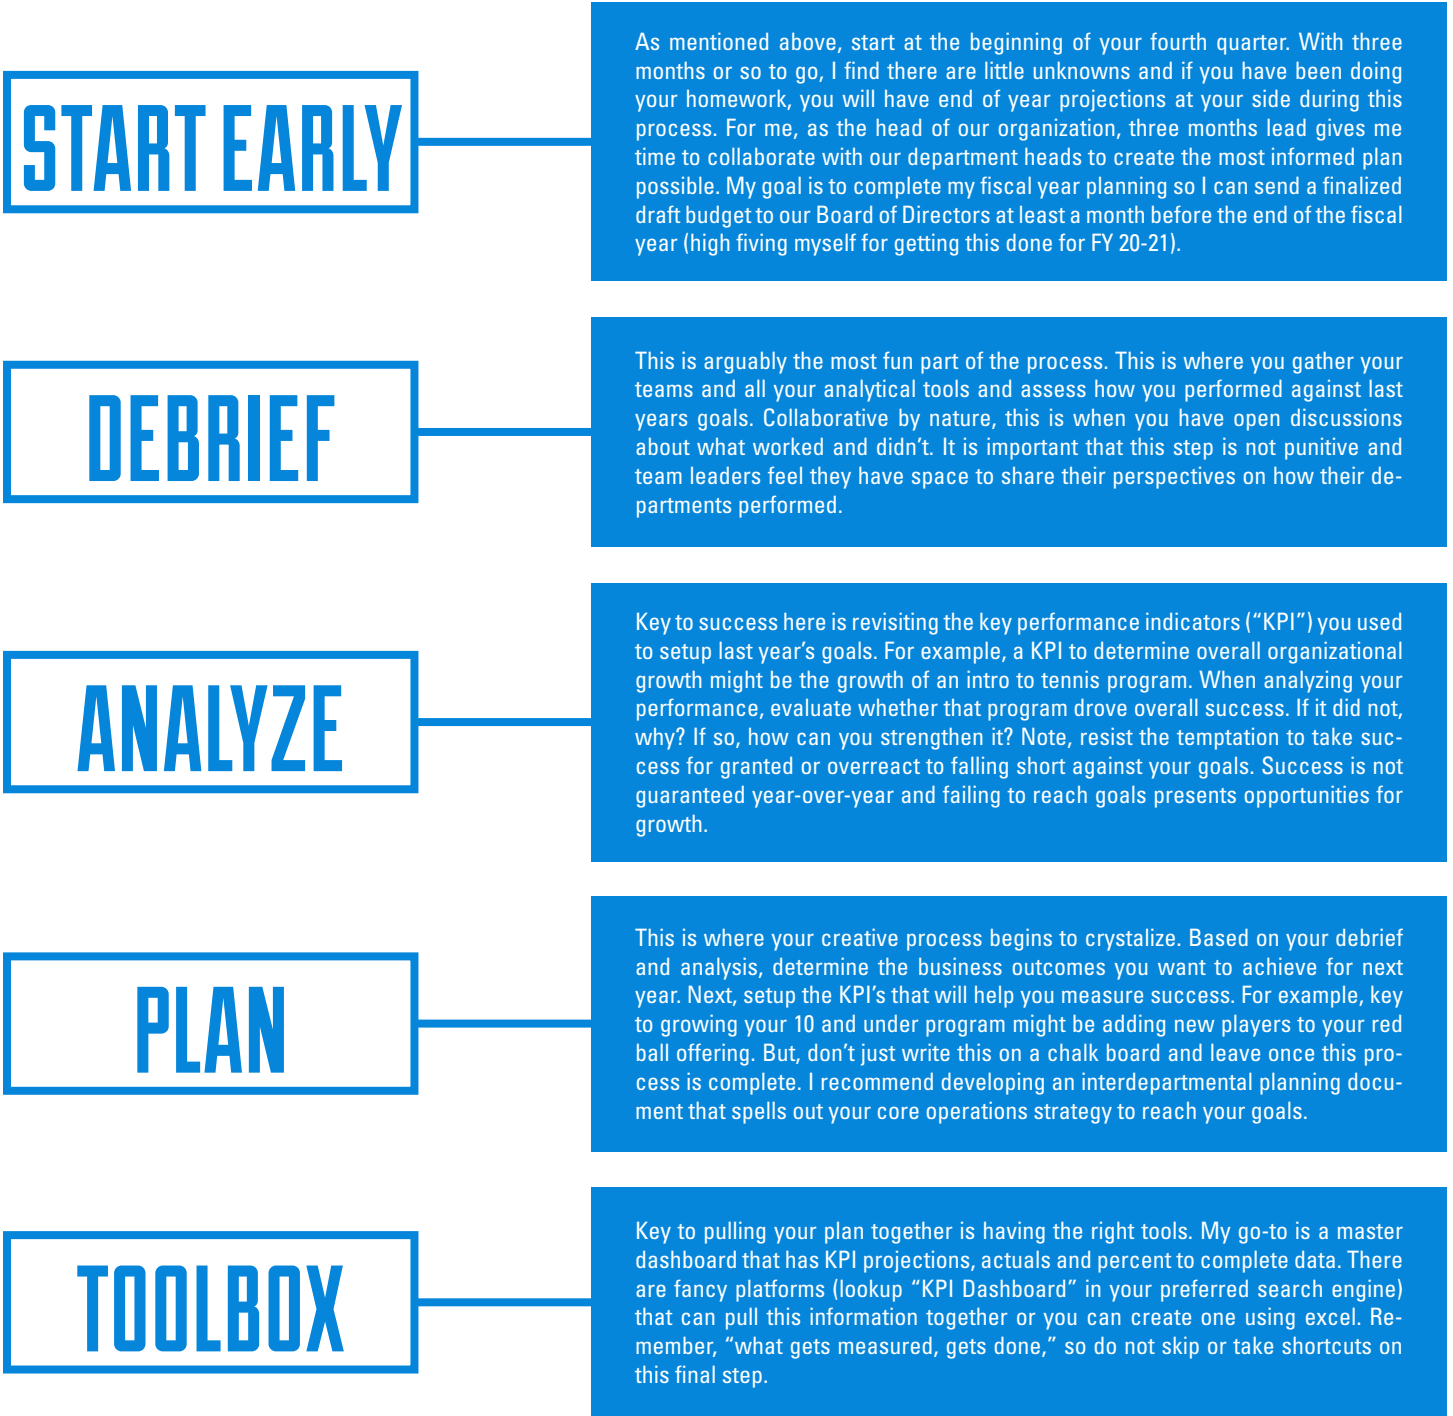 START EARLY
As mentioned above, start at the beginning of your fourth quarter. With three
months or so to go, I find there are little unknowns and if you have been doing
your homework, you will have end of year projections at your side during this
process. For me, as the head of our organization, three months lead gives me
time to collaborate with our department heads to create the most informed plan
possible. My goal is to complete my fiscal year planning so I can send a finalized
draft budget to our Board of Directors at least a month before the end of the fiscal
year (high fiving myself for getting this done for FY 20-21).
DEBRIEF
This is arguably the most fun part of the process. This is where you gather your
teams and all your analytical tools and assess how you performed against last
years goals. Collaborative by nature, this is when you have open discussions
about what worked and didn’t. It is important that this step is not punitive and
team leaders feel they have space to share their perspectives on how their de-
partments performed.
ANALYZE
Key to success here is revisiting the key performance indicators (“KPI”) you used
to setup last year’s goals. For example, a KPI to determine overall organizational
growth might be the growth of an intro to tennis program. When analyzing your
performance, evaluate whether that program drove overall success. If it did not,
why? If so, how can you strengthen it? Note, resist the temptation to take suc-
cess for granted or overreact to falling short against your goals. Success is not
guaranteed year-over-year and failing to reach goals presents opportunities for
growth.
PLAN
This is where your creative process begins to crystalize. Based on your debrief
and analysis, determine the business outcomes you want to achieve for next
year. Next, setup the KPI’s that will help you measure success. For example, key
to growing your 10 and under program might be adding new players to your red
ball offering. But, don’t just write this on a chalk board and leave once this pro-
cess is complete. I recommend developing an interdepartmental planning docu-
ment that spells out your core operations strategy to reach your goals.
TOOLBOX
Key to pulling your plan together is having the right tools. My go-to is a master
dashboard that has KPI projections, actuals and percent to complete data. There
are fancy platforms (lookup “KPI Dashboard” in your preferred search engine)
that can pull this information together or you can create one using excel. Re-
member, “what gets measured, gets done,” so do not skip or take shortcuts on
this final step.